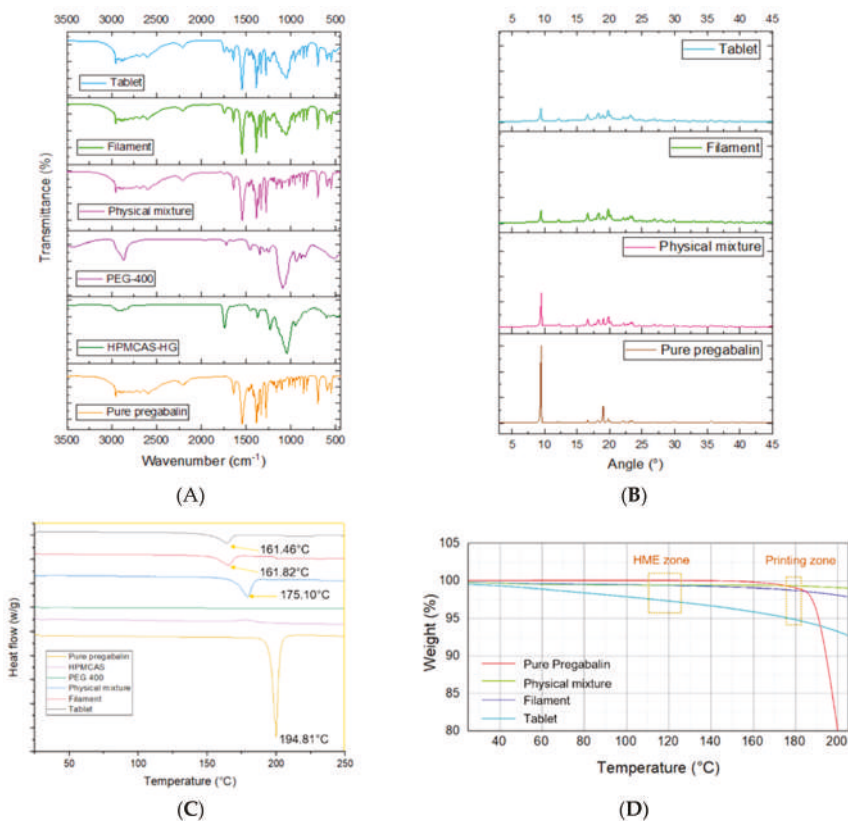 3500 3000 2500 2000 1500 1000 500
Tablet
Filament
Physical mixture
PEG-400
HPMCAS-HG
Pure pregabalin
Transmittance (%)
3500 3000 2500 2000 1500 1000 500
Wavenumber (cm⁻¹)
(A)
5 10 15 20 25 30 35 40 45
Tablet
Filament
Physical mixture
Pure pregabalin
5 10 15 20 25 30 35 40 45
Angle (°)
(B)
161.46°C
161.82°C
175.10°C
194.81°C
Heat flow (w/g)
Pure pregabalin
HPMCAS
PEG 400
Physical mixture
Filament
Tablet
50 100 150 200 250
Temperature (°C)
(C)
105
100
95
90
85
80
Weight (%)
HME zone
Printing zone
Pure Pregabalin
Physical mixture
Filament
Tablet
40 60 80 100 120 140 160 180 200
Temperature (°C)
(D)